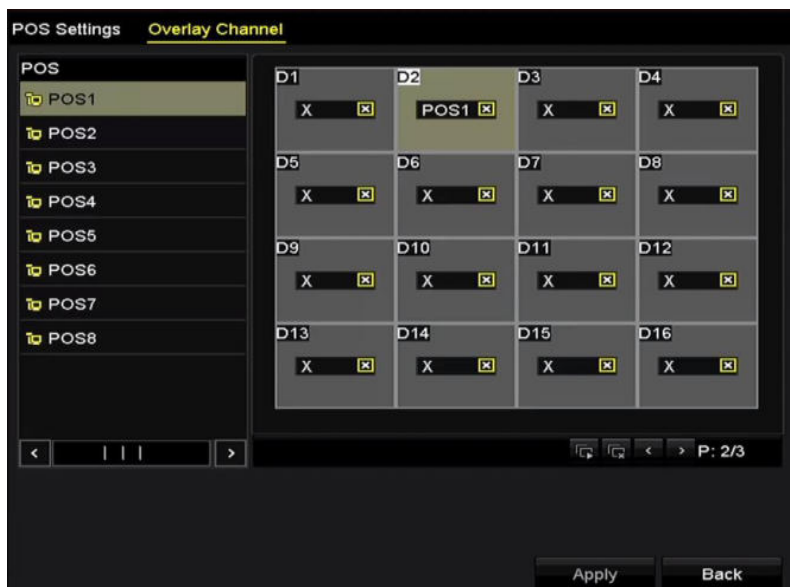 POS Settings Overlay Channel
POS
POS1
POS2
POS3
POS4
POS5
POS6
POS7
POS8
D1 D2 D3 D4
X POS1 X X
D5 D6 D7 D8
X X X X
D9 D10 D11 D12
X X X X
D13 D14 D15 D16
X X X X
P: 2/3
Apply Back